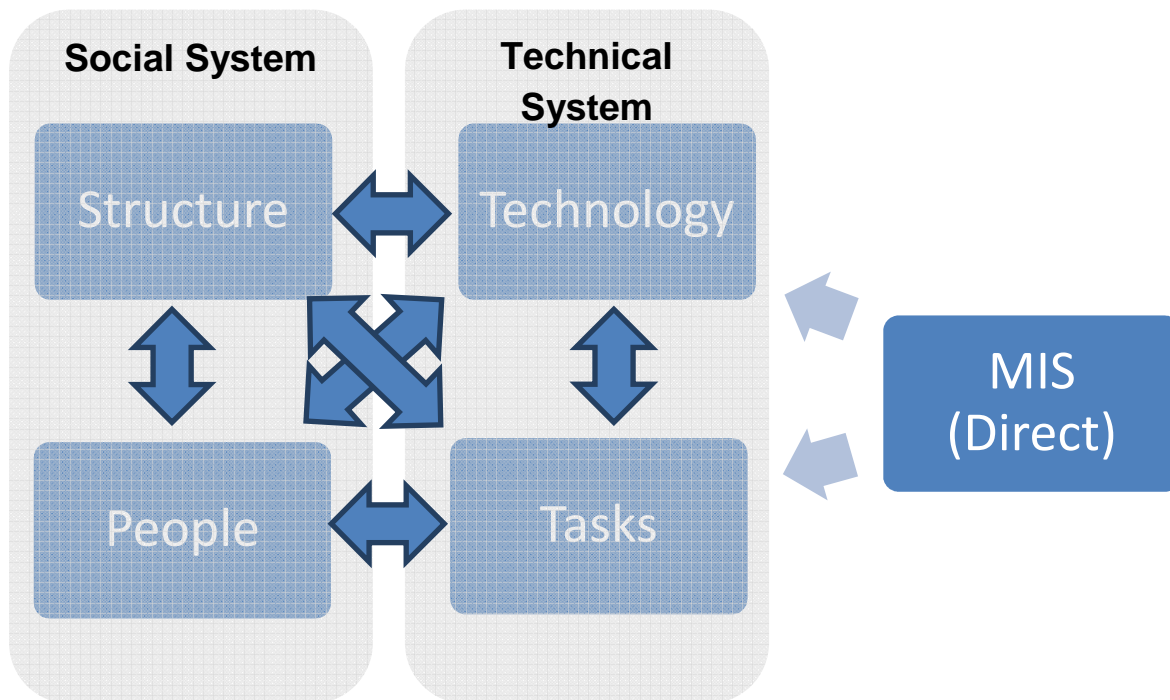 Social System
Technical
System
Structure
Technology
People
Tasks
MIS
(Direct)